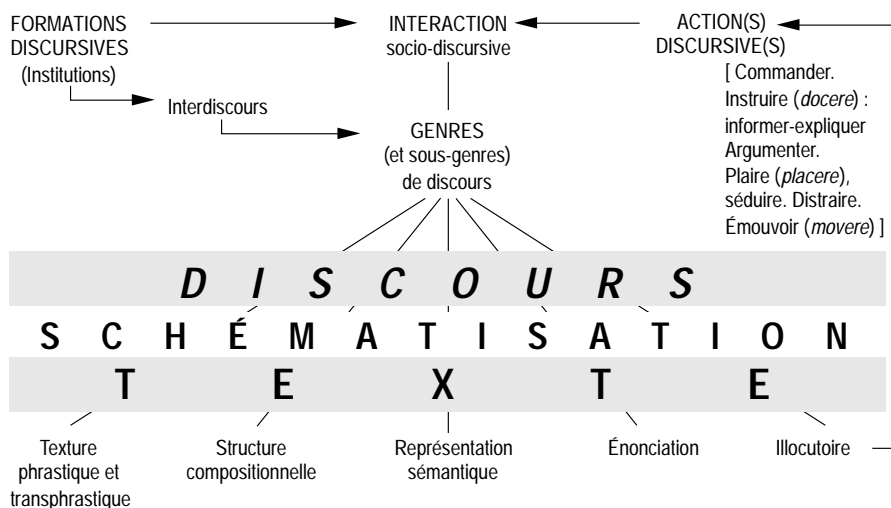 FORMATIONS
DISCURSIVES
(Institutions)
Interdiscours
INTERACTION
socio-discursive
GENRES
(et sous-genres)
de discours
ACTION(S)
DISCURSIVE(S)
[ Commander.
Instruire (docere) :
informer-expliquer
Argumenter.
Plaire (placere),
séduire. Distraire.
Émouvoir (movere) ]
D I S C O U R S
S C H É M A T I S A T I O N
T E X T E
Texture
phrastique et
transphrastique
Structure
compositionnelle
Représentation
sémantique
Énonciation
Illocutoire